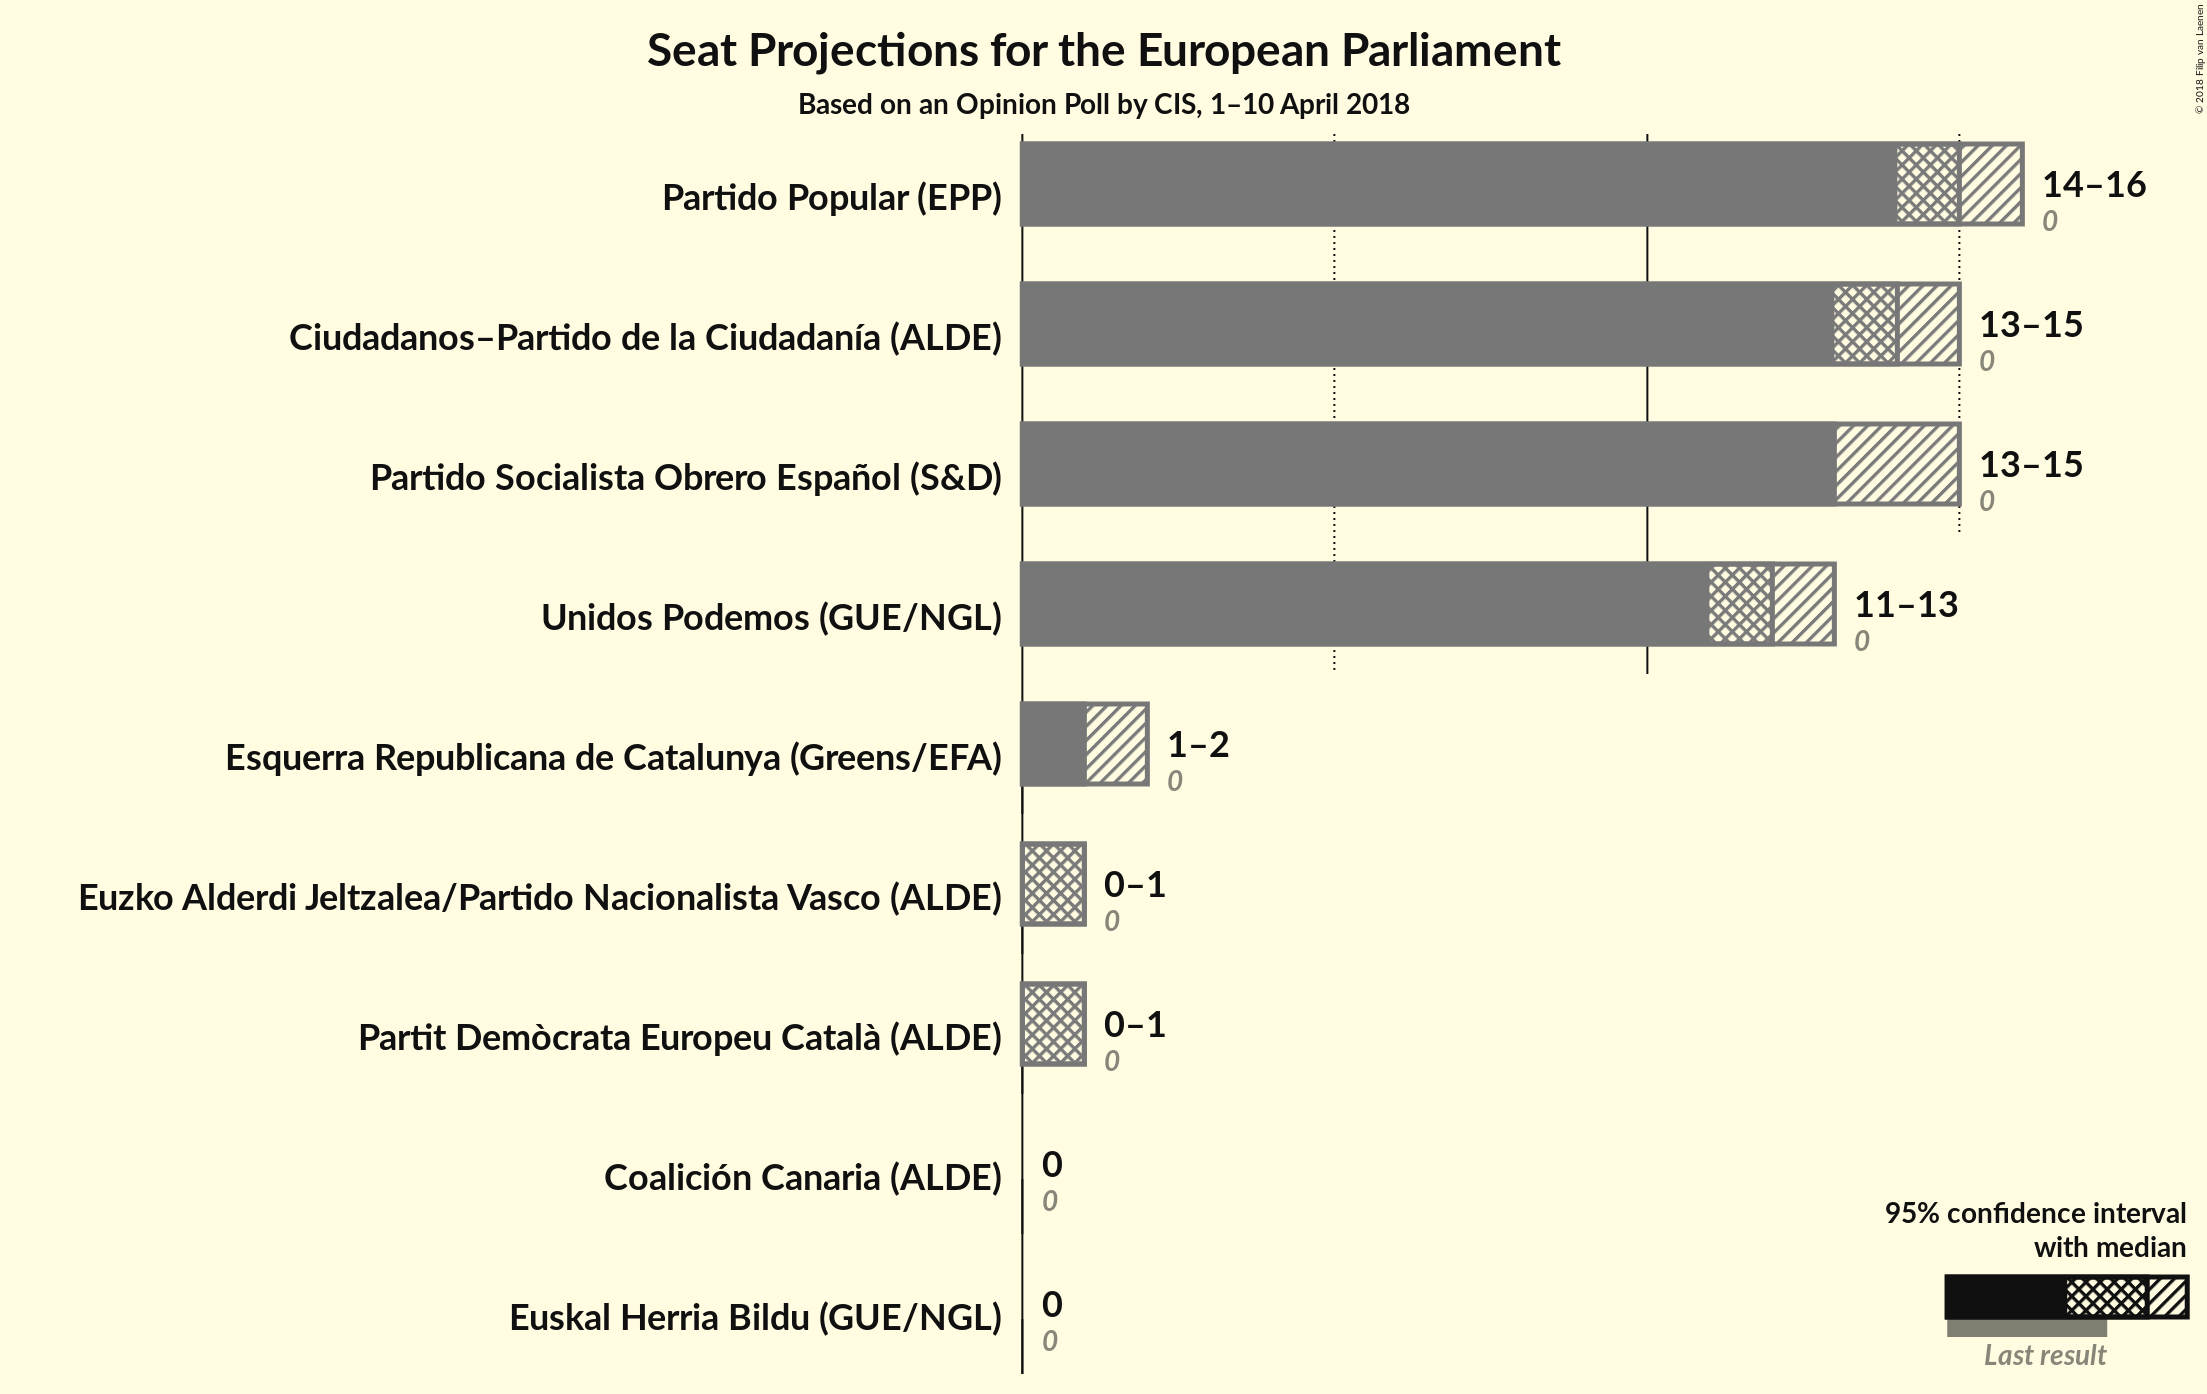 Seat Projections for the European Parliament
Based on an Opinion Poll by CIS, 1–10 April 2018
© 2018 Filip van Laenen
Partido Popular (EPP)
14–16
0
Ciudadanos–Partido de la Ciudadanía (ALDE)
13–15
0
Partido Socialista Obrero Español (S&D)
13–15
0
Unidos Podemos (GUE/NGL)
11–13
0
Esquerra Republicana de Catalunya (Greens/EFA)
1–2
0
Euzko Alderdi Jeltzalea/Partido Nacionalista Vasco (ALDE)
0–1
0
Partit Demòcrata Europeu Català (ALDE)
0–1
0
Coalición Canaria (ALDE)
0
0
Euskal Herria Bildu (GUE/NGL)
0
0
95% confidence interval
with median
Last result